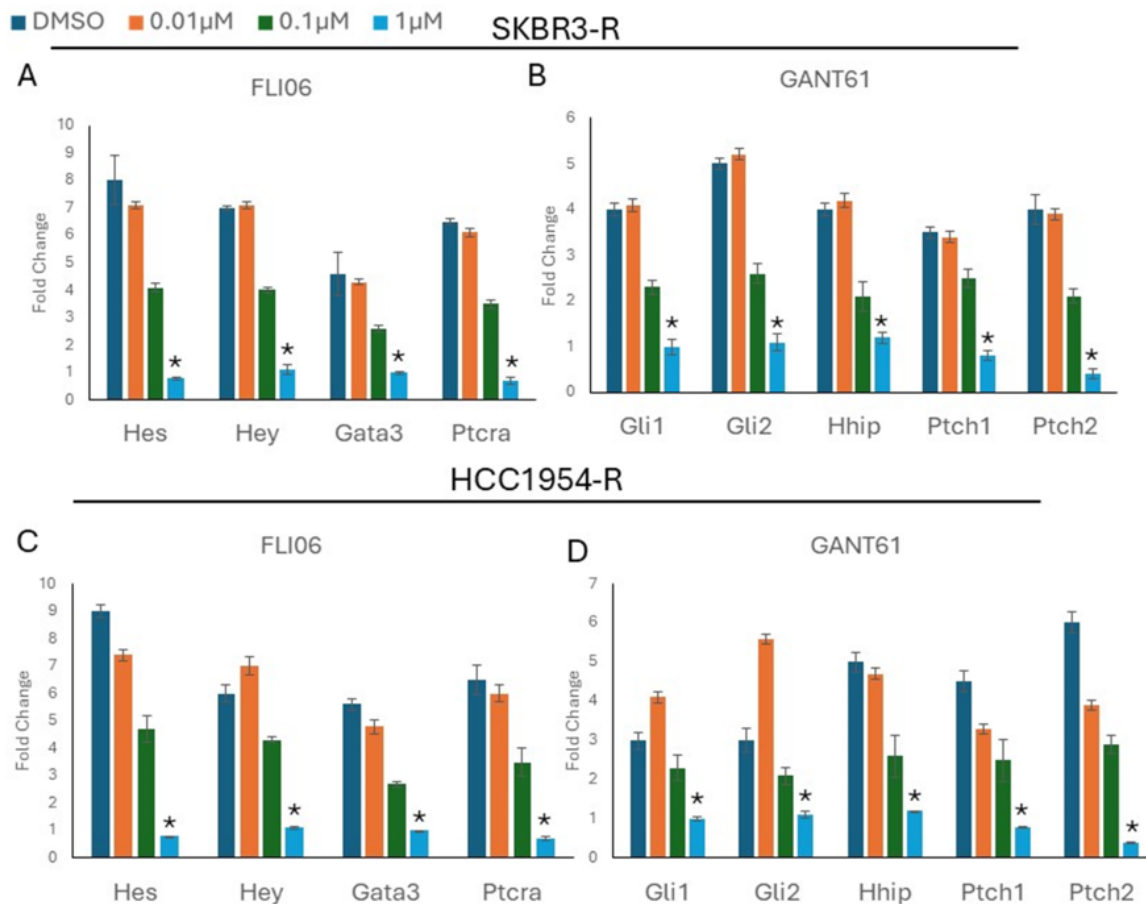 DMSO 0.01µM 0.1µM 1µM
SKBR3-R
A
FLI06
Fold Change
10
9
8
7
6
5
4
3
2
1
0
* * * *
Hes Hey Gata3 Ptcra
B
GANT61
Fold Change
6
5
4
3
2
1
0
* * * * *
Gli1 Gli2 Hhip Ptch1 Ptch2
HCC1954-R
C
FLI06
Fold Change
10
9
8
7
6
5
4
3
2
1
0
* * * *
Hes Hey Gata3 Ptcra
D
GANT61
Fold Change
7
6
5
4
3
2
1
0
* * * * *
Gli1 Gli2 Hhip Ptch1 Ptch2